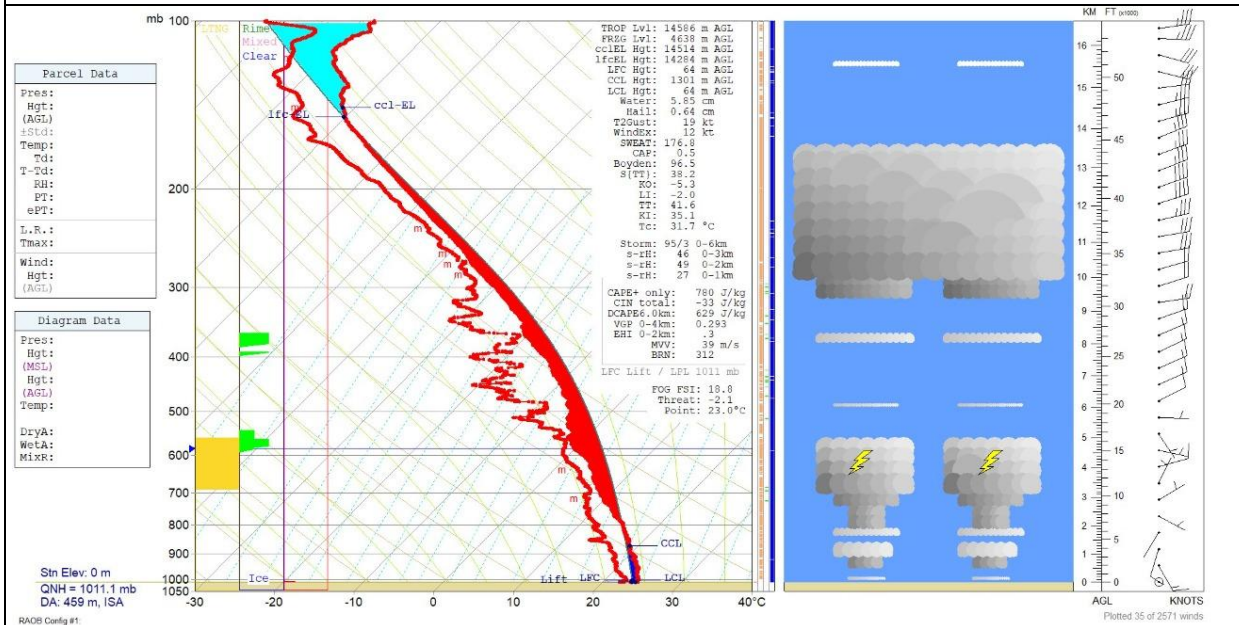 mb
100
200
300
400
500
600
700
800
900
1000
1050
-30
-20
-10
0
10
20
30
40°C
LTNG
Rime
Mixed
Clear
Ice
ccl-EL
lfc-EL
m
m
m
m
m
m
CCL
Lift
LFC
LCL
Parcel Data
Pres:
Hgt:
(AGL)
±Std:
Temp:
Td:
T-Td:
RH:
PT:
ePT:
L.R.:
Tmax:
Wind:
Hgt:
(AGL)
Diagram Data
Pres:
Hgt:
(MSL)
Hgt:
(AGL)
Temp:
DryA:
WetA:
MixR:
Stn Elev: 0 m
QNH = 1011.1 mb
DA: 459 m, ISA
RAOB Config #1:
TROP Lvl: 14586 m AGL
FRZG Lvl: 4638 m AGL
cclEL Hgt: 14514 m AGL
lfcEL Hgt: 14284 m AGL
LFC Hgt: 64 m AGL
CCL Hgt: 1301 m AGL
LCL Hgt: 64 m AGL
Water: 5.85 cm
Hail: 0.64 cm
T2Gust: 19 kt
WindEx: 12 kt
SWEAT: 176.8
CAP: 0.5
Boyden: 96.5
S(TT): 38.2
KO: -5.3
LI: -2.0
TT: 41.6
KI: 35.1
Tc: 31.7 °C
Storm: 95/3 0-6km
s-rH: 46 0-3km
s-rH: 49 0-2km
s-rH: 27 0-1km
CAPE+ only: 780 J/kg
CIN total: -33 J/kg
DCAPE6.0km: 629 J/kg
VGP 0-4km: 0.293
EHI 0-2km: .3
MVV: 39 m/s
BRN: 312
LFC Lift / LPL 1011 mb
FOG FSI: 18.8
Threat: -2.1
Point: 23.0°C
KM FT (x1000)
16
15
14
13
12
11
10
9
8
7
6
5
4
3
2
1
0
50
45
40
35
30
25
20
15
10
5
0
AGL
KNOTS
Plotted 35 of 2571 winds